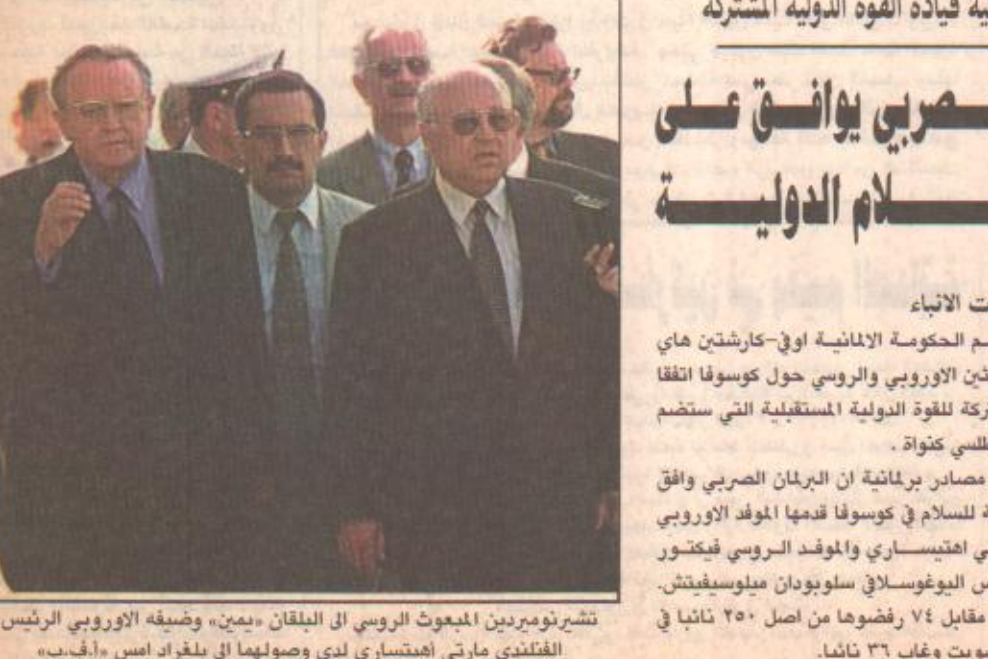 ية قيادة القوة الدولية المشتركة
صربي يوافق على
لام الدولية
ت الانباء
م الحكومة الالمانية اوفي-كارشتين هاي
ثين الاوروبي والروسي حول كوسوفا اتفقا
ركة للقوة الدولية المستقبلية التي ستضم
طلسي كنواة .
مصادر برلمانية ان البرلمان الصربي وافق
ة للسلام في كوسوفا قدمها الموفد الاوروبي
ي اهتيساري والموفد الروسي فيكتور
س اليوغوسلافي سلوبودان ميلوسيفيتش.
مقابل ٧٤ رفضوها من اصل ٢٥٠ نائبا في
صويت وغاب ٣٦ نائبا.
تشيرنوميردين المبعوث الروسي الى البلقان «يمين» وضيفه الاوروبي الرئيس
الفنلندي مارتي أهيتساري لدى وصولهما الى بلغراد امس «أ.ف.ب»